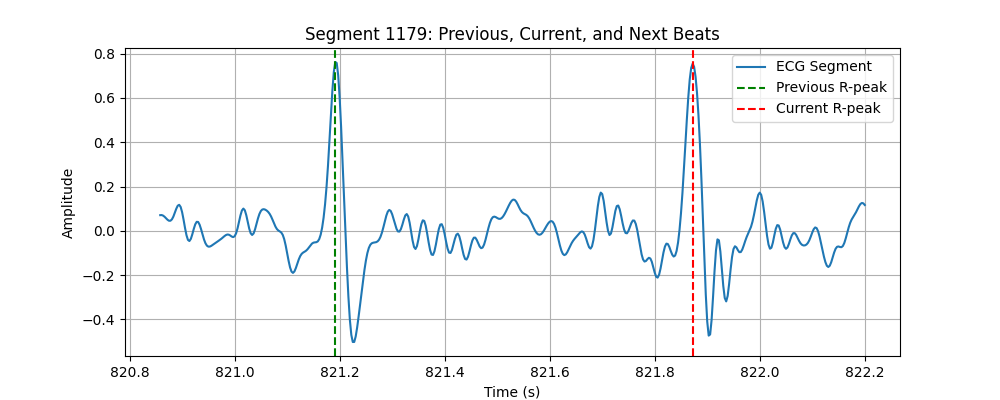 Segment 1179: Previous, Current, and Next Beats
ECG Segment
Previous R-peak
Current R-peak
Amplitude
0.8
0.6
0.4
0.2
0.0
−0.2
−0.4
820.8 821.0 821.2 821.4 821.6 821.8 822.0 822.2
Time (s)